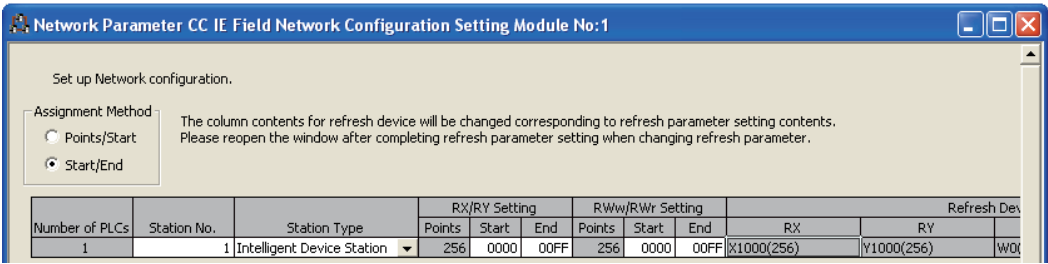 Network Parameter CC IE Field Network Configuration Setting Module No:1
Set up Network configuration.
Assignment Method
Points/Start
Start/End
The column contents for refresh device will be changed corresponding to refresh parameter setting contents.
Please reopen the window after completing refresh parameter setting when changing refresh parameter.
RX/RY Setting RWw/RWr Setting Refresh Dev
Number of PLCs Station No. Station Type Points Start End Points Start End RX RY
1 1 Intelligent Device Station 256 0000 00FF 256 0000 00FF X1000(256) Y1000(256)